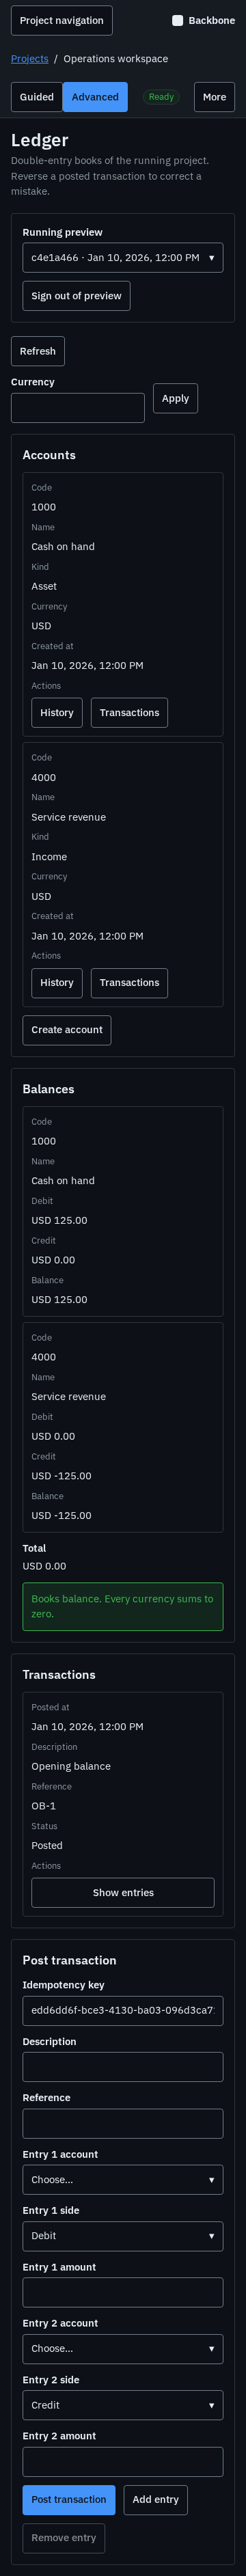 Project navigation
Backbone
Projects / Operations workspace
Guided
Advanced
Ready
More
Ledger
Double-entry books of the running project.
Reverse a posted transaction to correct a
mistake.
Running preview
c4e1a466 · Jan 10, 2026, 12:00 PM ▾
Sign out of preview
Refresh
Currency
Apply
Accounts
Code
1000
Name
Cash on hand
Kind
Asset
Currency
USD
Created at
Jan 10, 2026, 12:00 PM
Actions
History
Transactions
Code
4000
Name
Service revenue
Kind
Income
Currency
USD
Created at
Jan 10, 2026, 12:00 PM
Actions
History
Transactions
Create account
Balances
Code
1000
Name
Cash on hand
Debit
USD 125.00
Credit
USD 0.00
Balance
USD 125.00
Code
4000
Name
Service revenue
Debit
USD 0.00
Credit
USD -125.00
Balance
USD -125.00
Total
USD 0.00
Books balance. Every currency sums to
zero.
Transactions
Posted at
Jan 10, 2026, 12:00 PM
Description
Opening balance
Reference
OB-1
Status
Posted
Actions
Show entries
Post transaction
Idempotency key
edd6dd6f-bce3-4130-ba03-096d3ca7
Description
Reference
Entry 1 account
Choose… ▾
Entry 1 side
Debit ▾
Entry 1 amount
Entry 2 account
Choose… ▾
Entry 2 side
Credit ▾
Entry 2 amount
Post transaction
Add entry
Remove entry